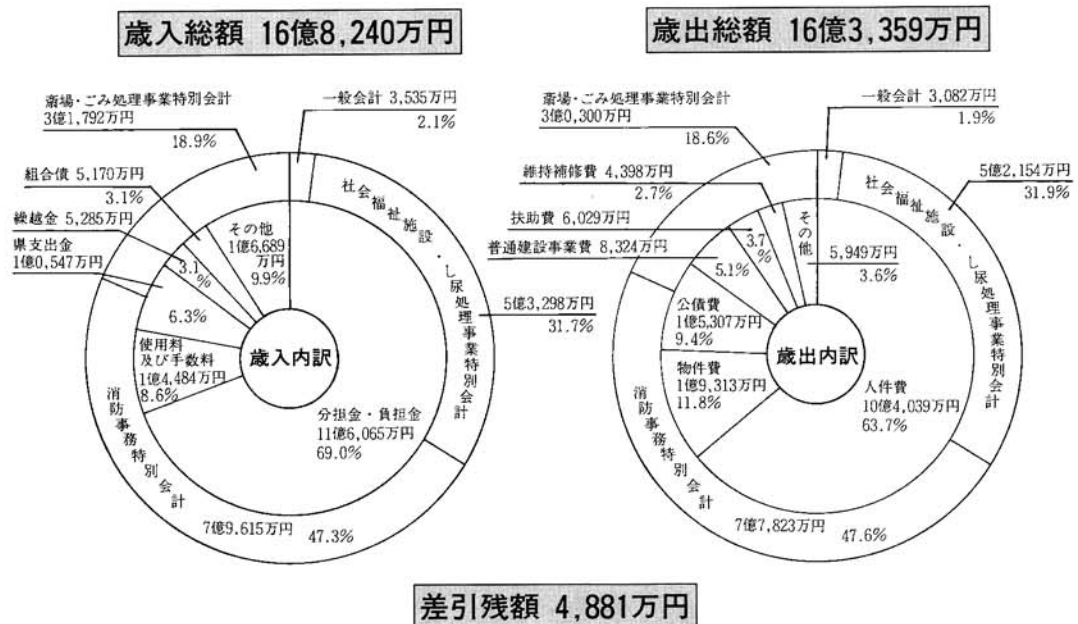 歳入総額 16億8,240万円
斎場・ごみ処理事業特別会計
3億1,792万円
18.9%
一般会計 3,535万円
2.1%
組合債 5,170万円
3.1%
繰越金 5,285万円
3.1%
県支出金
1億0,547万円
6.3%
その他
1億6,689
万円
9.9%
社会福祉施設・し尿処理事業特別会計
5億3,298万円
31.7%
使用料
及び手数料
1億4,484万円
8.6%
歳入内訳
分担金・負担金
11億6,065万円
69.0%
消防事務特別会計
7億9,615万円
47.3%
歳出総額 16億3,359万円
斎場・ごみ処理事業特別会計
3億0,300万円
18.6%
一般会計 3,082万円
1.9%
維持補修費 4,398万円
2.7%
扶助費 6,029万円
3.7%
普通建設事業費 8,324万円
5.1%
その他
5,949万円
3.6%
社会福祉施設・し尿処理事業特別会計
5億2,154万円
31.9%
公債費
1億5,307万円
9.4%
物件費
1億9,313万円
11.8%
歳出内訳
人件費
10億4,039万円
63.7%
消防事務特別会計
7億7,823万円
47.6%
差引残額 4,881万円